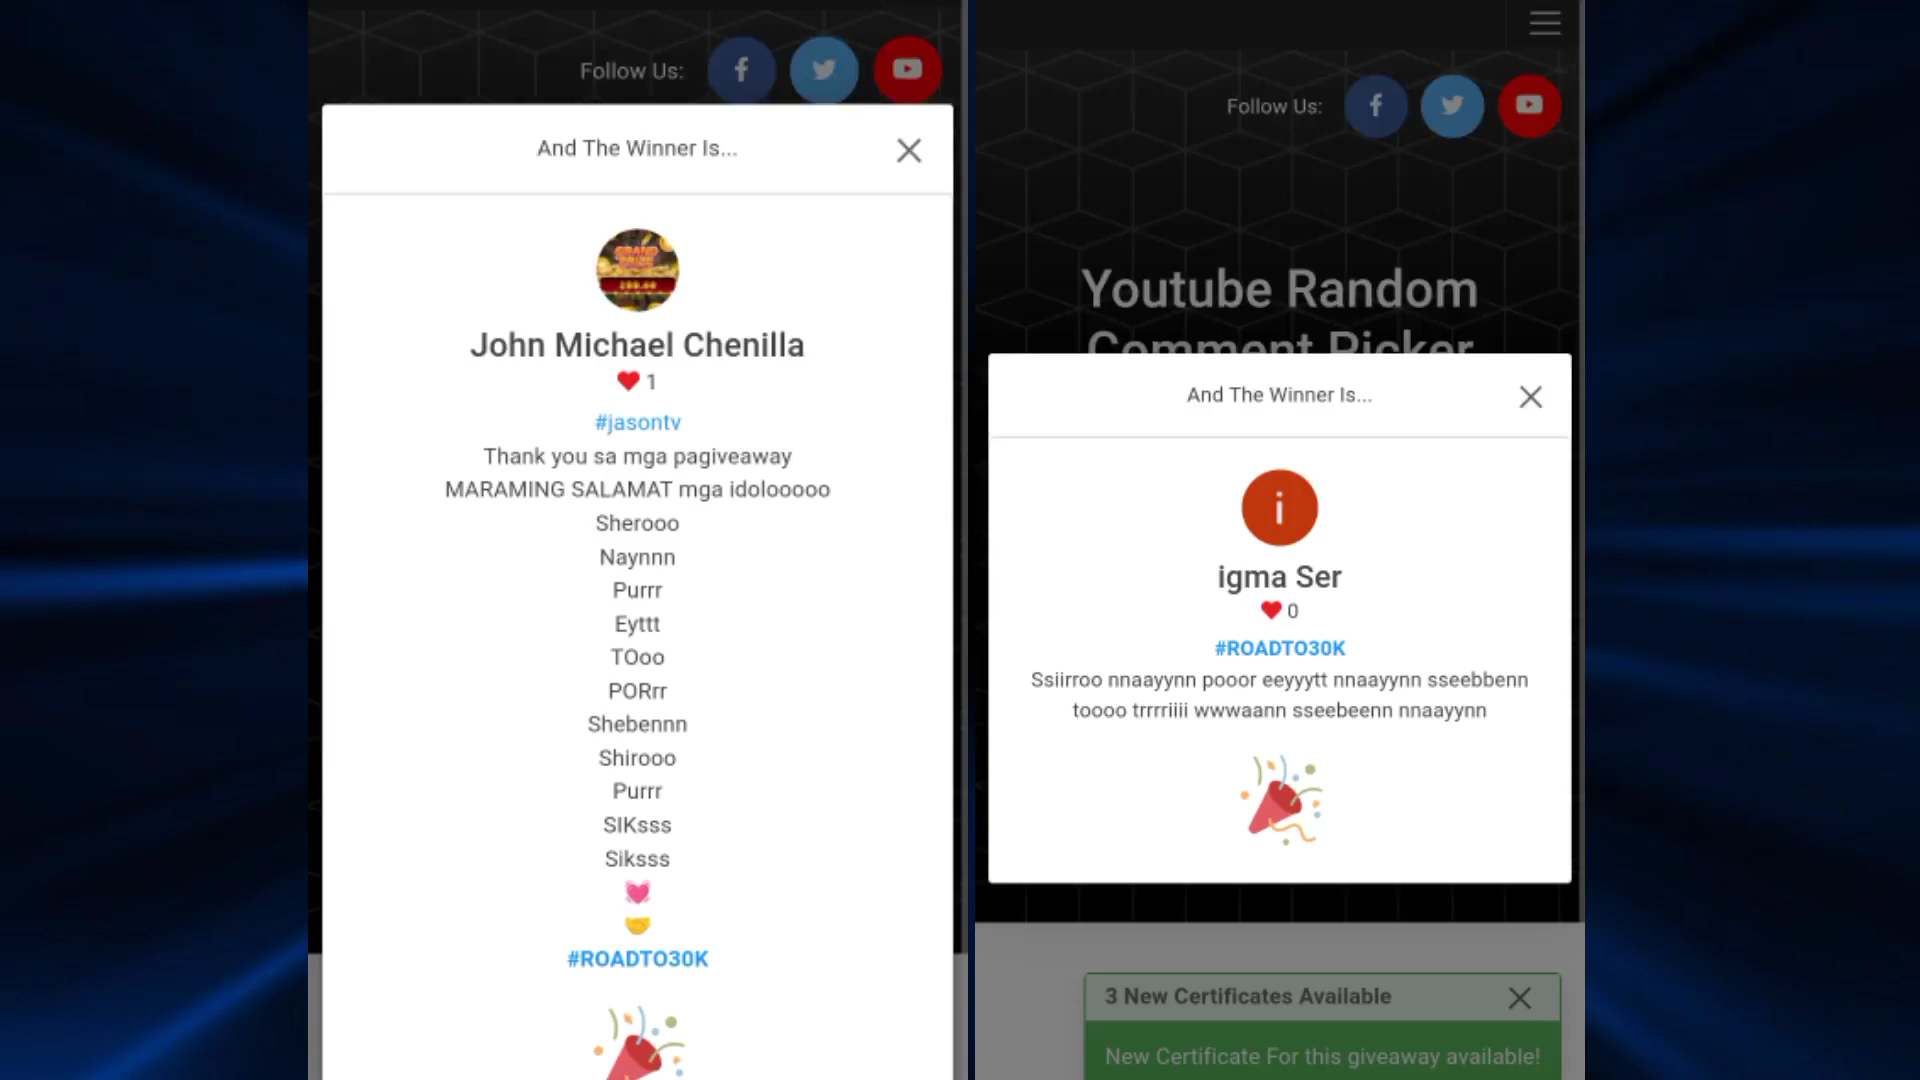 Follow Us:
And The Winner Is...
GRAND
PRIZE
John Michael Chenilla
1
#jasontv
Thank you sa mga pagiveaway
MARAMING SALAMAT mga idolooooo
Sherooo
Naynnn
Purrr
Eyttt
TOoo
PORrr
Shebennn
Shirooo
Purrr
SIKsss
Siksss
#ROADTO30K
Follow Us:
Youtube Random
Comment Picker
And The Winner Is...
i
igma Ser
0
#ROADTO30K
Ssiirroo nnaayynn pooor eeyyytt nnaayynn sseebbenn
toooo trrrriiii wwwaann sseebeenn nnaayynn
3 New Certificates Available
New Certificate For this giveaway available!